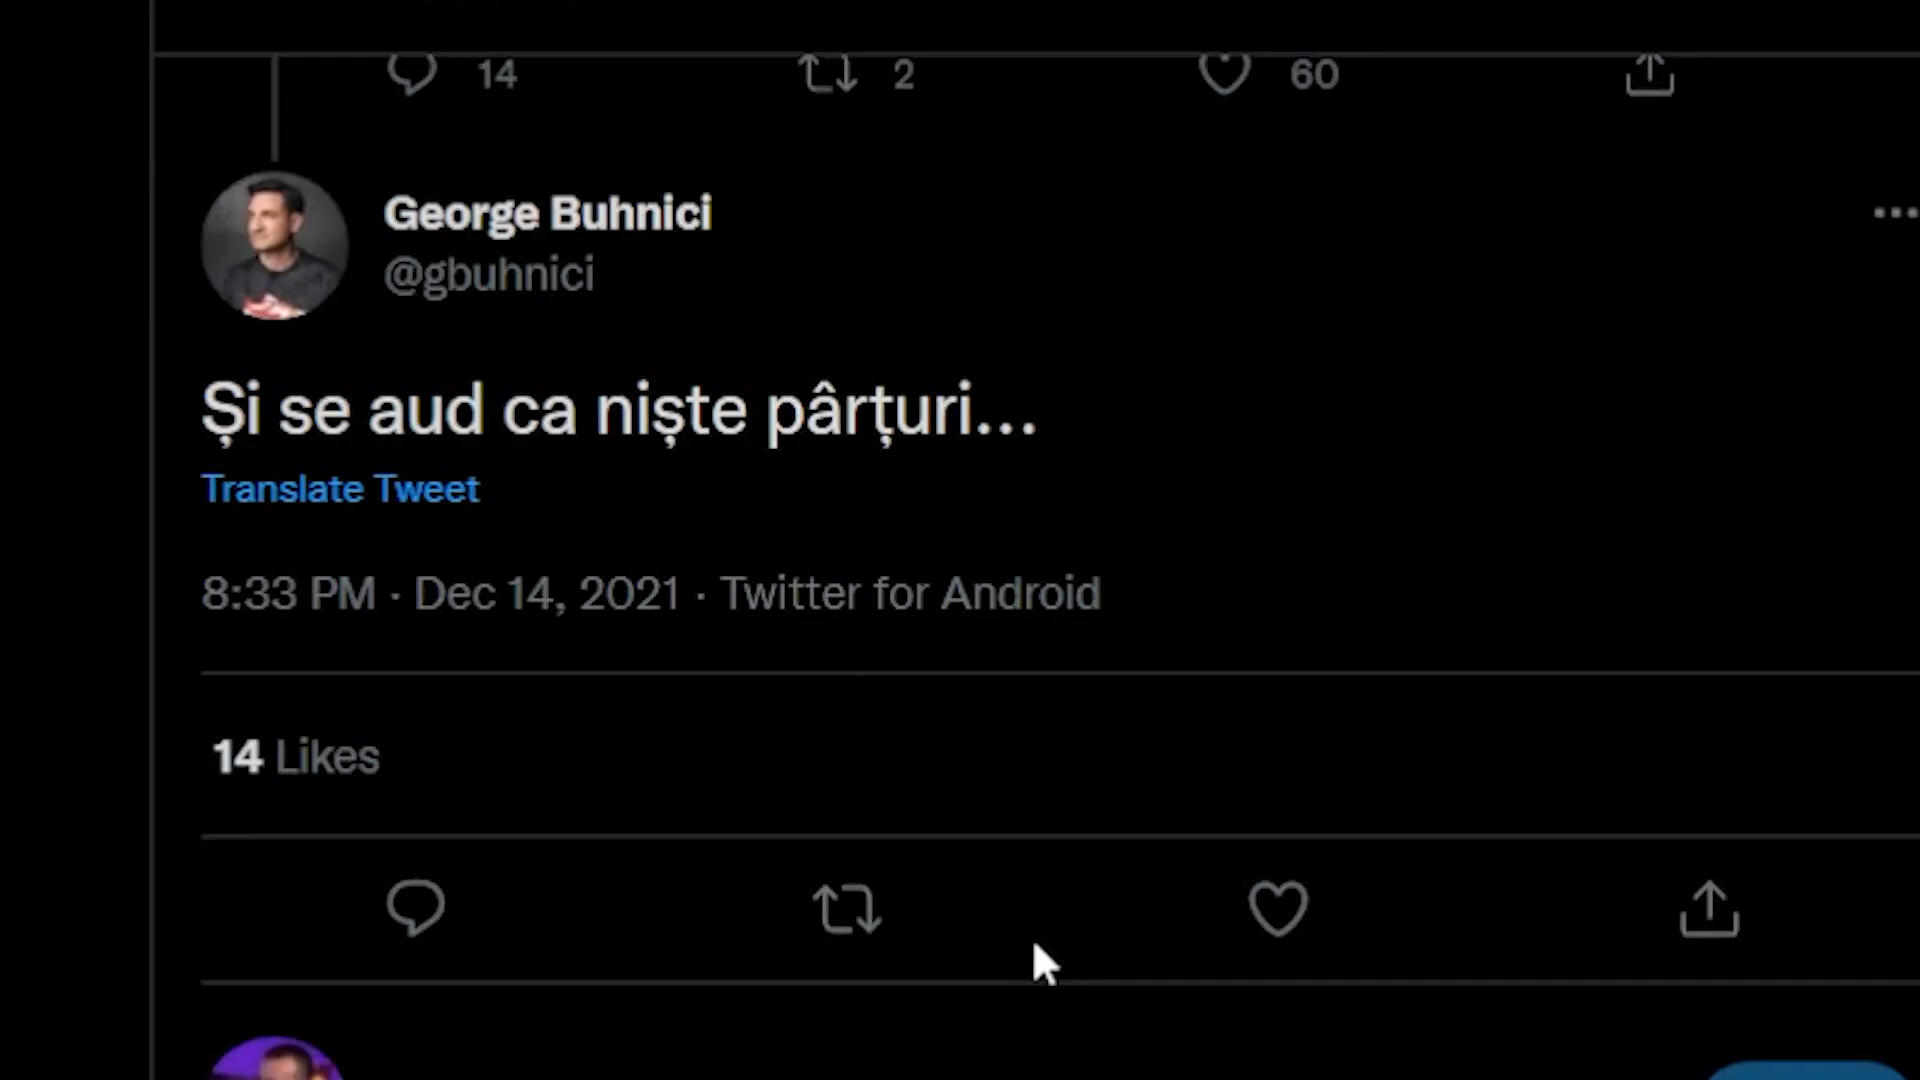 14 2 60
George Buhnici
@gbuhnici
Și se aud ca niște pârțuri...
Translate Tweet
8:33 PM · Dec 14, 2021 · Twitter for Android
14 Likes